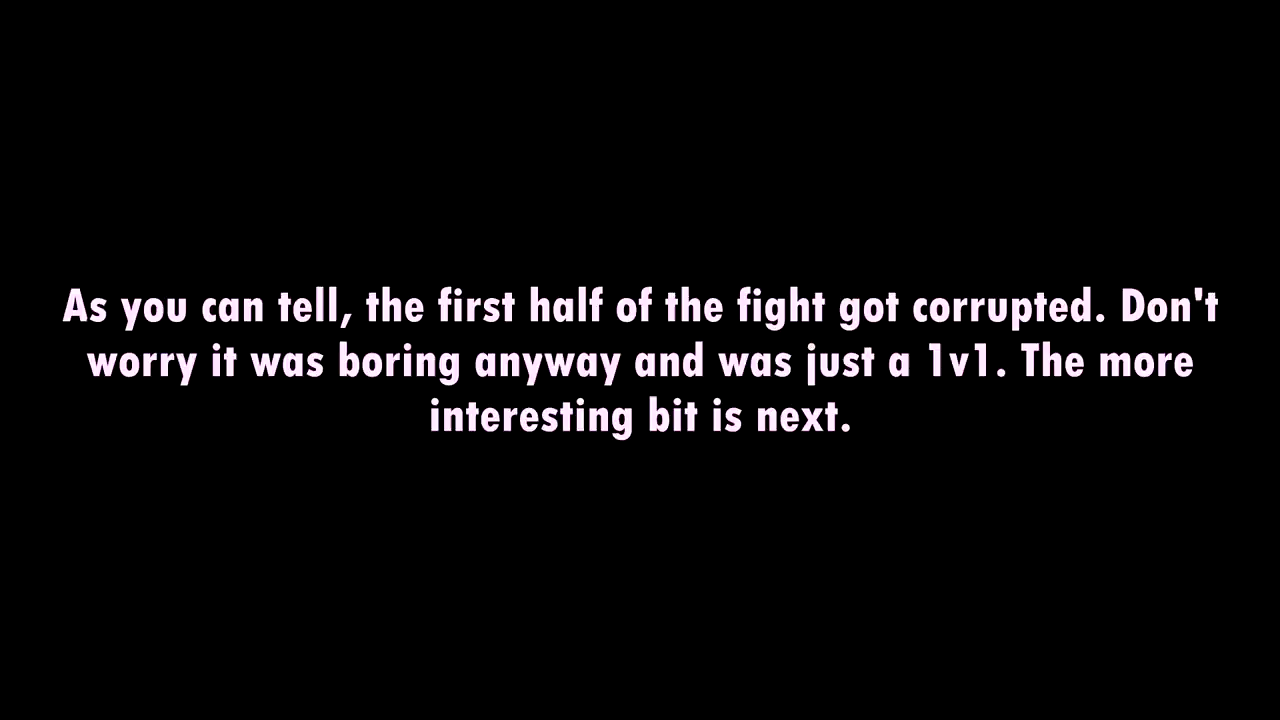 As you can tell, the first half of the fight got corrupted. Don't
worry it was boring anyway and was just a 1v1. The more
interesting bit is next.